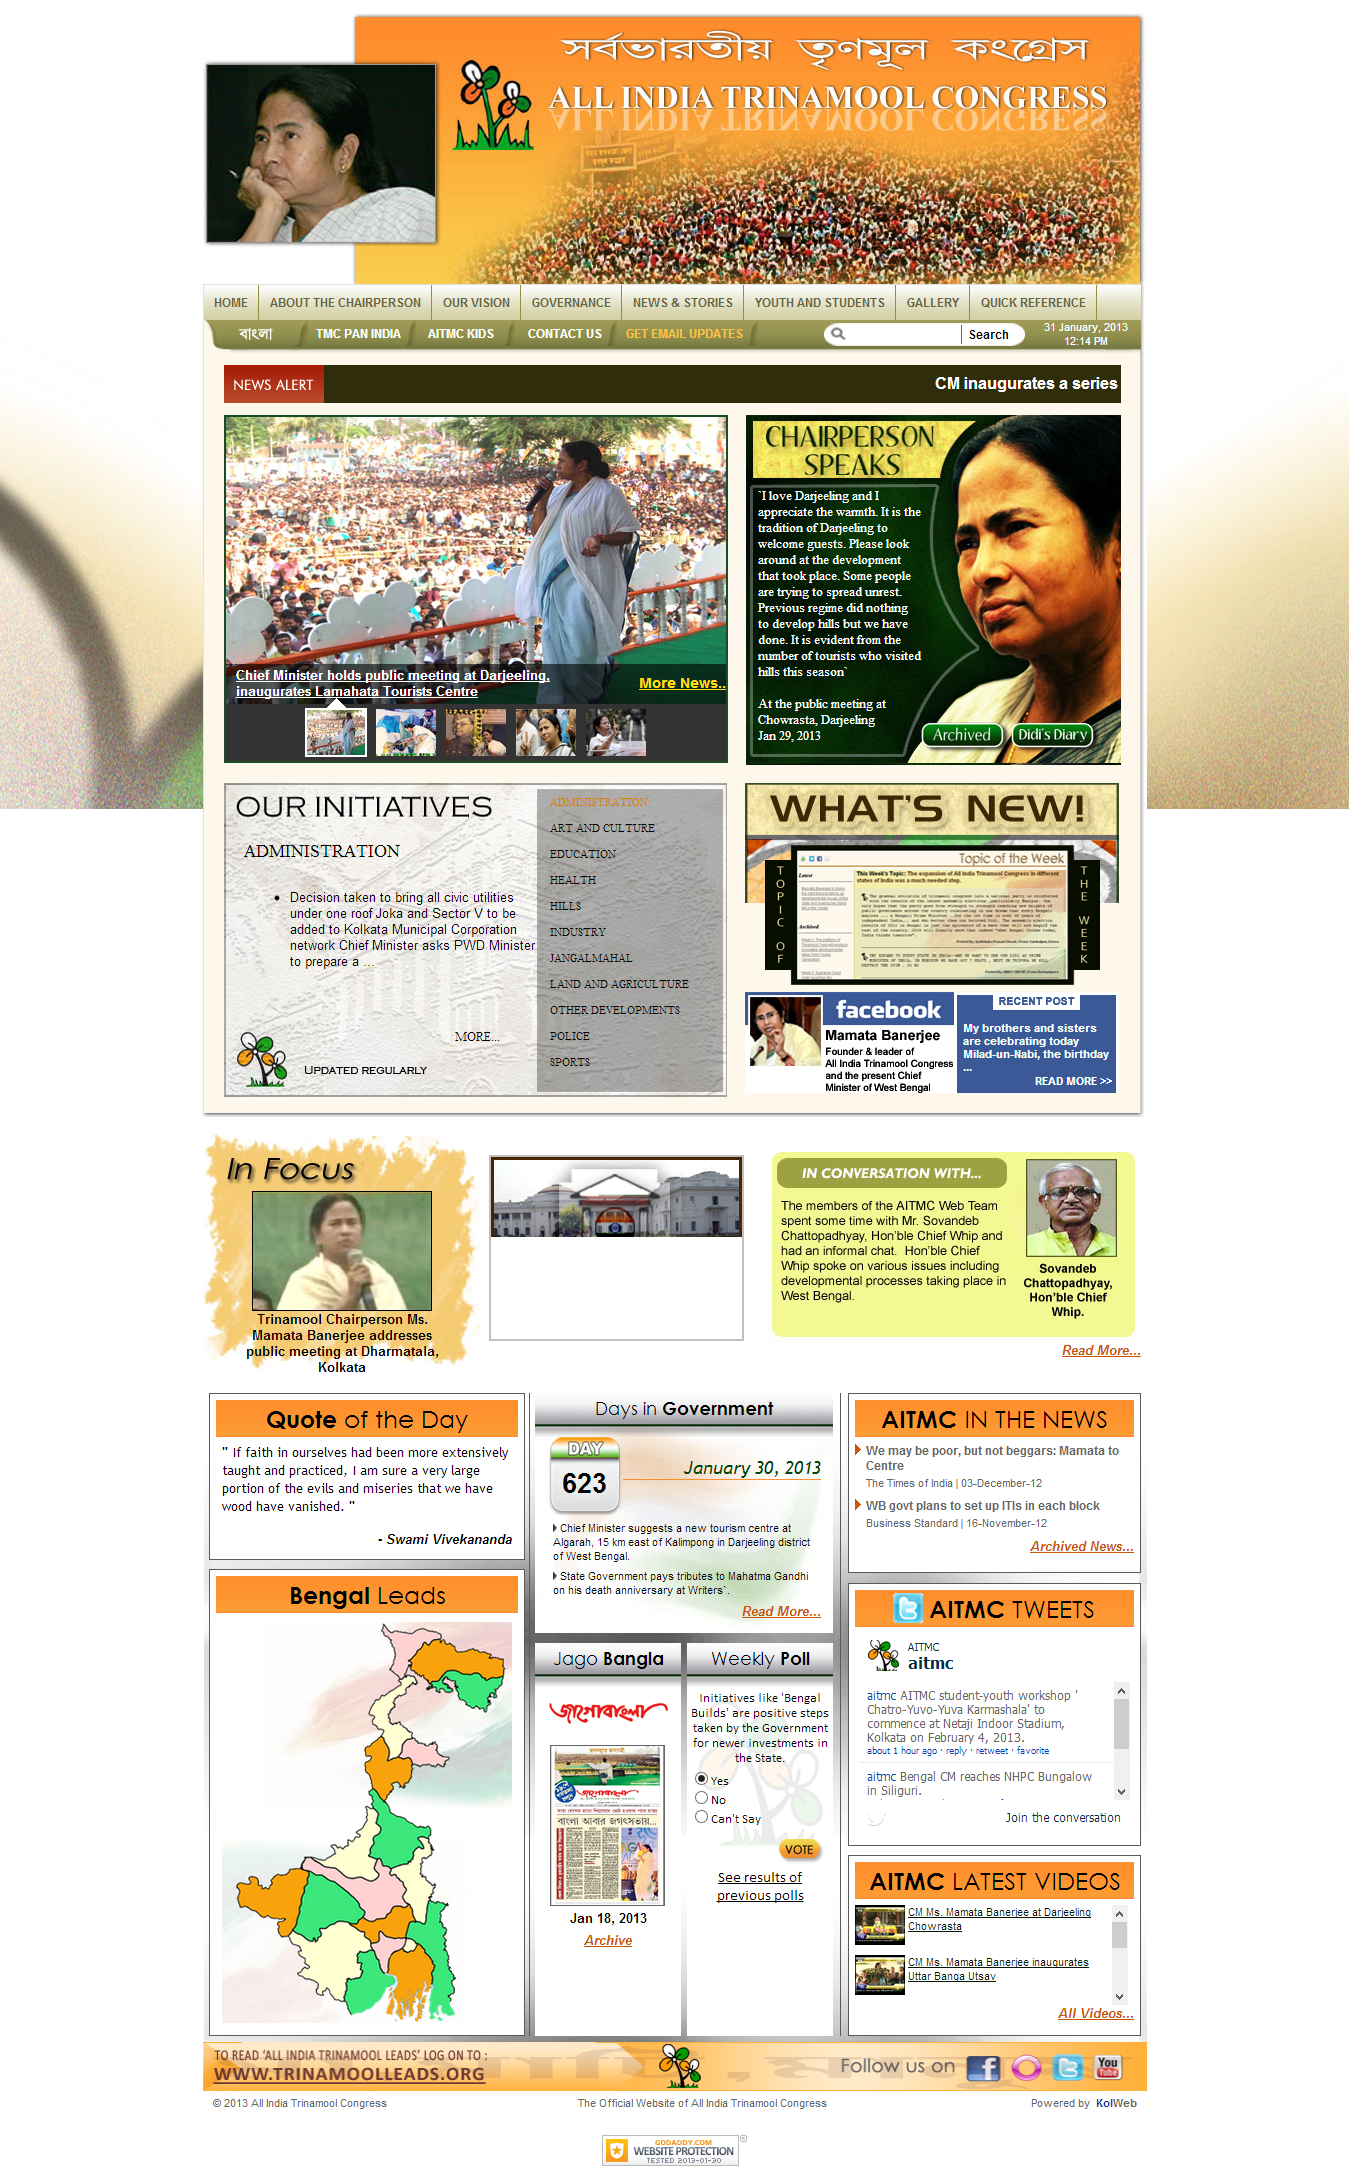 সর্বভারতীয় তৃণমূল কংগ্রেস
ALL INDIA TRINAMOOL CONGRESS
HOME
ABOUT THE CHAIRPERSON
OUR VISION
GOVERNANCE
NEWS & STORIES
YOUTH AND STUDENTS
GALLERY
QUICK REFERENCE
বাংলা
TMC PAN INDIA
AITMC KIDS
CONTACT US
GET EMAIL UPDATES
Search
31 January, 2013
12:14 PM
NEWS ALERT
CM inaugurates a series
Chief Minister holds public meeting at Darjeeling,
inaugurates Lamahata Tourists Centre
More News..
CHAIRPERSON
SPEAKS
`I love Darjeeling and I
appreciate the warmth. It is the
tradition of Darjeeling to
welcome guests. Please look
around at the development
that took place. Some people
are trying to spread unrest.
Previous regime did nothing
to develop hills but we have
done. It is evident from the
number of tourists who visited
hills this season`
At the public meeting at
Chowrasta, Darjeeling
Jan 29, 2013
Archived
Didi's Diary
OUR INITIATIVES
ADMINISTRATION
Decision taken to bring all civic utilities
under one roof Joka and Sector V to be
added to Kolkata Municipal Corporation
network Chief Minister asks PWD Minister
to prepare a ...
MORE...
UPDATED REGULARLY
ADMINISTRATION
ART AND CULTURE
EDUCATION
HEALTH
HILLS
INDUSTRY
JANGALMAHAL
LAND AND AGRICULTURE
OTHER DEVELOPMENTS
POLICE
SPORTS
WHAT'S NEW!
TOPIC OF
THE WEEK
Topic of the Week
This Week's Topic: The expansion of All India Trinamool Congress in different
states of India was a much needed step.
Latest
Archived
facebook
Mamata Banerjee
Founder & leader of
All India Trinamool Congress
and the present Chief
Minister of West Bengal
RECENT POST
My brothers and sisters
are celebrating today
Milad-un-Nabi, the birthday
...
READ MORE >>
In Focus
Trinamool Chairperson Ms.
Mamata Banerjee addresses
public meeting at Dharmatala,
Kolkata
IN CONVERSATION WITH...
The members of the AITMC Web Team
spent some time with Mr. Sovandeb
Chattopadhyay, Hon'ble Chief Whip and
had an informal chat. Hon'ble Chief
Whip spoke on various issues including
developmental processes taking place in
West Bengal.
Sovandeb
Chattopadhyay,
Hon'ble Chief
Whip.
Read More...
Quote of the Day
" If faith in ourselves had been more extensively
taught and practiced, I am sure a very large
portion of the evils and miseries that we have
wood have vanished. "
- Swami Vivekananda
Bengal Leads
Days in Government
DAY
623
January 30, 2013
Chief Minister suggests a new tourism centre at
Algarah, 15 km east of Kalimpong in Darjeeling district
of West Bengal.
State Government pays tributes to Mahatma Gandhi
on his death anniversary at Writers`.
Read More...
Jago Bangla
জাগোবাংলা
জাগোবাংলা
বাংলা আবার জগৎসভায়...
Jan 18, 2013
Archive
Weekly Poll
Initiatives like 'Bengal
Builds' are positive steps
taken by the Government
for newer investments in
the State.
Yes
No
Can't Say
VOTE
See results of
previous polls
AITMC IN THE NEWS
We may be poor, but not beggars: Mamata to
Centre
The Times of India | 03-December-12
WB govt plans to set up ITIs in each block
Business Standard | 16-November-12
Archived News...
AITMC TWEETS
AITMC
aitmc
aitmc AITMC student-youth workshop '
Chatro-Yuvo-Yuva Karmashala' to
commence at Netaji Indoor Stadium,
Kolkata on February 4, 2013.
about 1 hour ago · reply · retweet · favorite
aitmc Bengal CM reaches NHPC Bungalow
in Siliguri.
Join the conversation
AITMC LATEST VIDEOS
CM Ms. Mamata Banerjee at Darjeeling
Chowrasta
CM Ms. Mamata Banerjee inaugurates
Uttar Banga Utsav
All Videos...
TO READ 'ALL INDIA TRINAMOOL LEADS' LOG ON TO :
WWW.TRINAMOOLLEADS.ORG
Follow us on
You Tube
© 2013 All India Trinamool Congress
The Official Website of All India Trinamool Congress
Powered by KolWeb
GODADDY.COM
WEBSITE PROTECTION
TESTED 2013-01-30